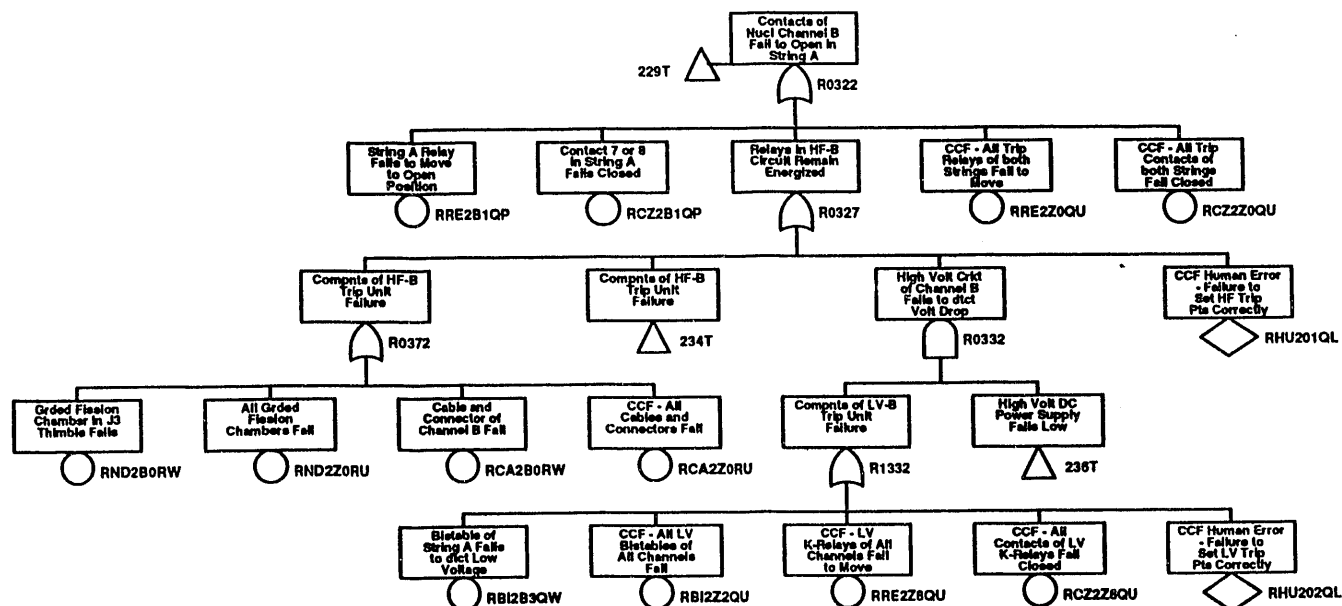 Contacts of
Nucl Channel B
Fail to Open in
String A
229T
R0322
String A Relay
Fails to Move
to Open
Position
RRE2B1QP
Contact 7 or 8
in String A
Fails Closed
RCZ2B1QP
Relays in HF-B
Circuit Remain
Energized
R0327
CCF - All Trip
Relays of both
Strings Fail to
Move
RRE2Z0QU
CCF - All Trip
Contacts of
both Strings
Fail Closed
RCZ2Z0QU
Compnts of HF-B
Trip Unit
Failure
R0372
Compnts of HF-B
Trip Unit
Failure
234T
High Volt Crkt
of Channel B
Fails to dtct
Volt Drop
R0332
CCF Human Error
- Failure to
Set HF Trip
Pts Correctly
RHU201QL
Grded Fission
Chamber in J3
Thimble Fails
RND2B0RW
All Grded
Fission
Chambers Fail
RND2Z0RU
Cable and
Connector of
Channel B Fail
RCA2B0RW
CCF - All
Cables and
Connectors Fail
RCA2Z0RU
Compnts of LV-B
Trip Unit
Failure
R1332
High Volt DC
Power Supply
Fails Low
236T
Bistable of
String A Fails
to dtct Low
Voltage
RBI2B3QW
CCF - All LV
Bistables of
All Channels
Fail
RBI2Z2QU
CCF - LV
K-Relays of All
Channels Fail
to Move
RRE2Z6QU
CCF - All
Contacts of LV
K-Relays Fail
Closed
RCZ2Z6QU
CCF Human Error
- Failure to
Set LV Trip
Pts Correctly
RHU202QL